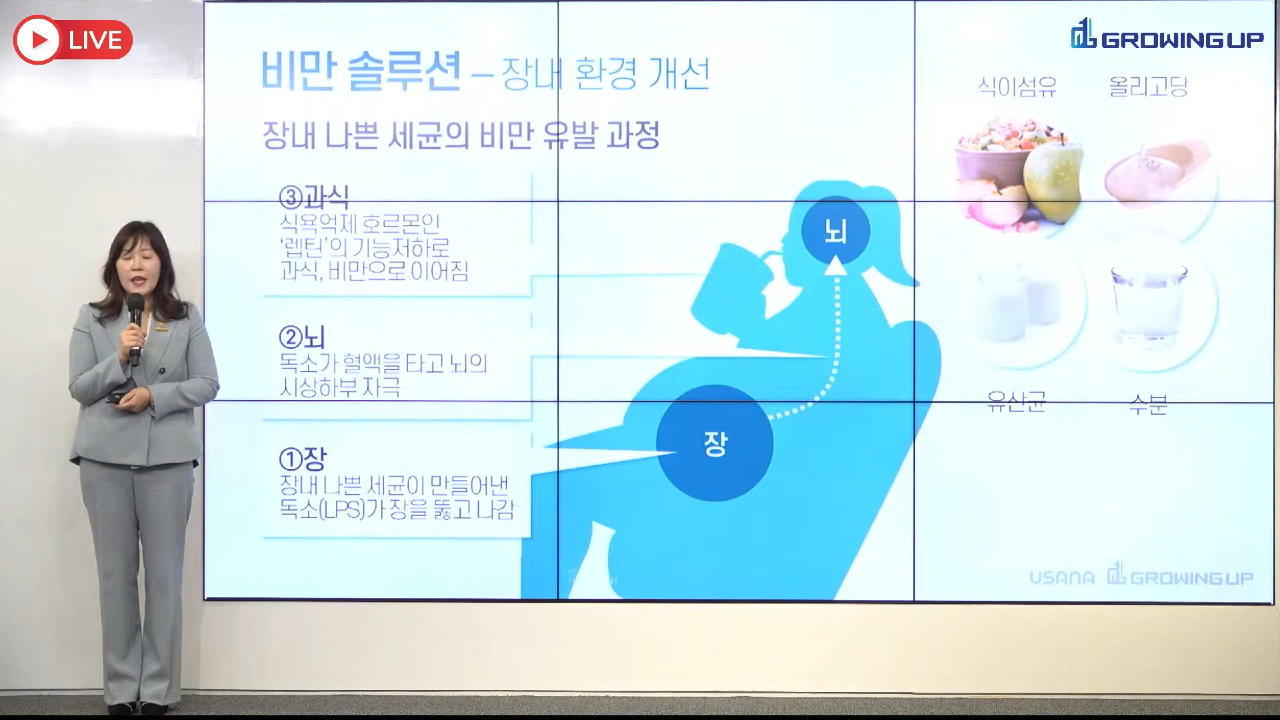 LIVE
GROWING UP
비만 솔루션 – 장내 환경 개선
장내 나쁜 세균의 비만 유발 과정
③과식
식욕억제 호르몬인
‘렙틴’의 기능저하로
과식, 비만으로 이어짐
②뇌
독소가 혈액을 타고 뇌의
시상하부 자극
①장
장내 나쁜 세균이 만들어낸
독소(LPS)가 장을 뚫고 나감
뇌
장
식이섬유
올리고당
유산균
수분
USANA GROWING UP